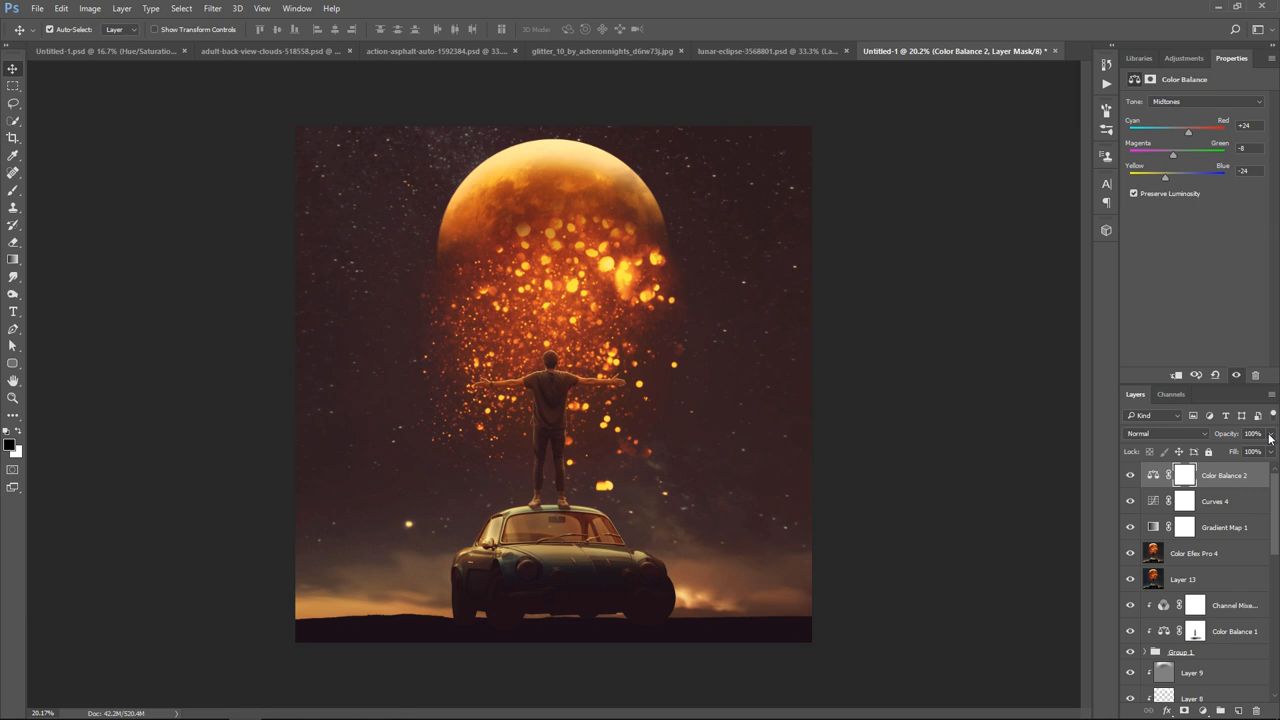 Ps File Edit Image Layer Type Select Filter 3D View Window Help
Auto-Select: Layer Show Transform Controls
Untitled-1.psd @ 16.7% (Hue/Saturatio... adult-back-view-clouds-518558.psd @ ... action-asphalt-auto-1592384.psd @ 33.... glitter_10_by_acheronnights_d6rw73j.jpg lunar-eclipse-3568801.psd @ 33.3% (La... Untitled-1 @ 20.2% (Color Balance 2, Layer Mask/8) *
Libraries Adjustments Properties
Color Balance
Tone: Midtones
Cyan Red +24
Magenta Green -8
Yellow Blue -24
Preserve Luminosity
Layers Channels
Kind
Normal Opacity: 100%
Lock: Fill: 100%
Color Balance 2
Curves 4
Gradient Map 1
Color Efex Pro 4
Layer 13
Channel Mixe...
Color Balance 1
Group 1
Layer 9
Layer 8
20.17% Doc: 42.2M/520.4M